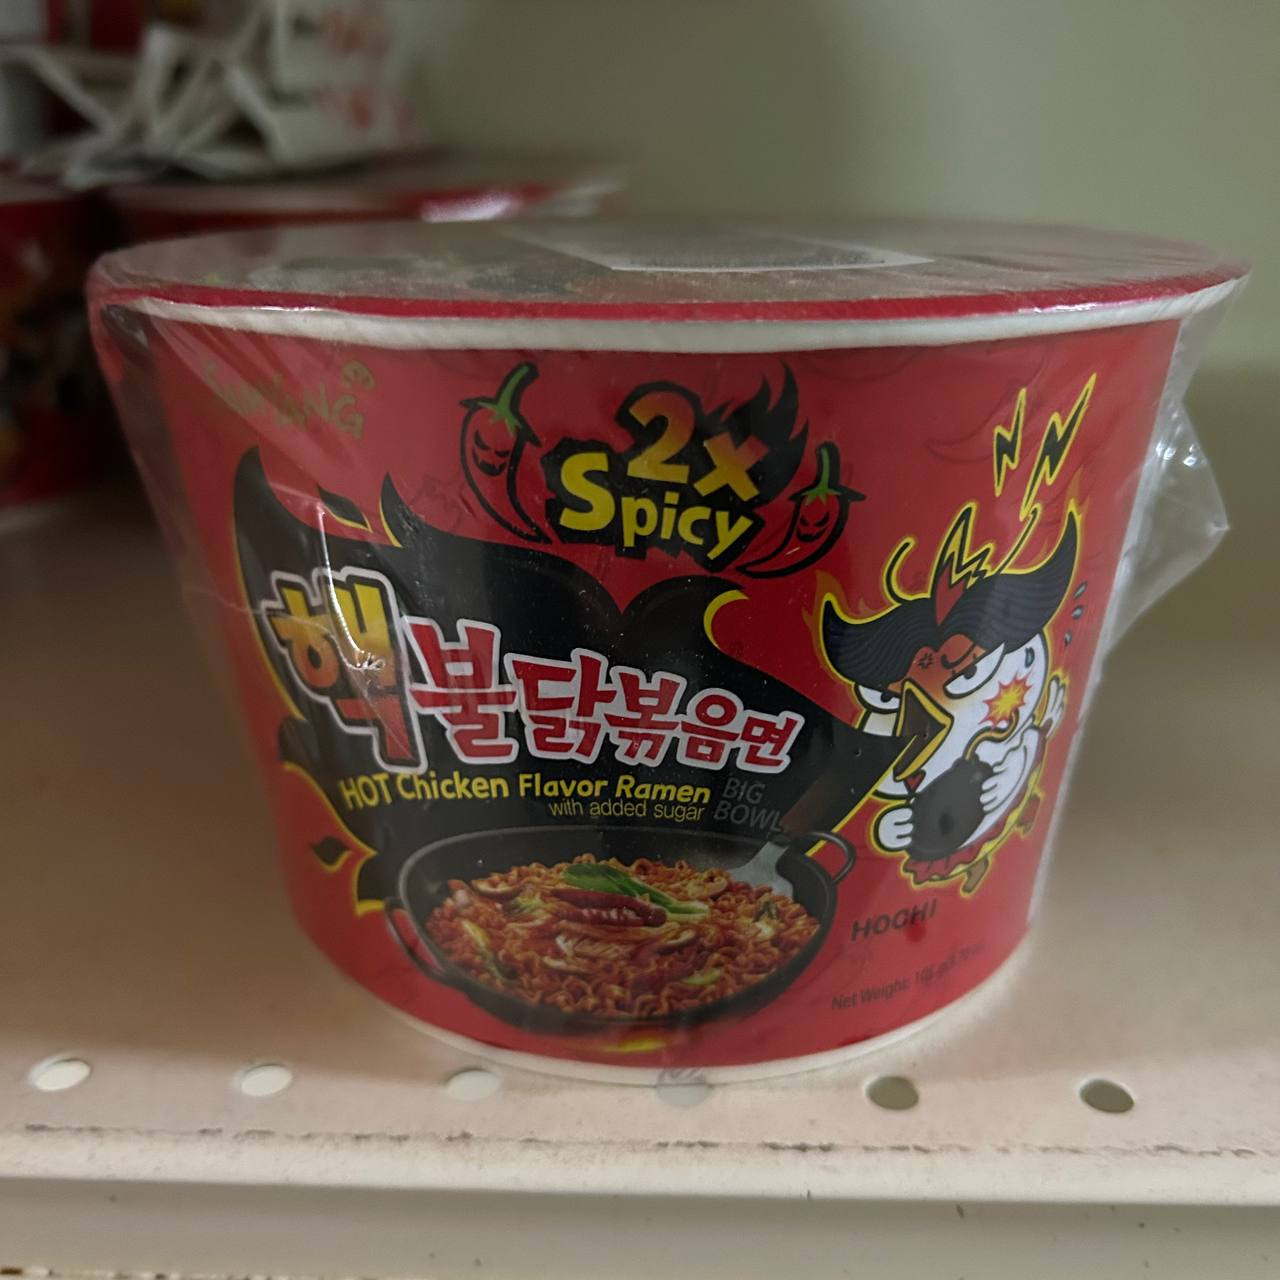 SAMYANG
2x
Spicy
핵불닭볶음면
HOT Chicken Flavor Ramen
with added sugar
BIG
BOWL
HOCHI
Net Weight: